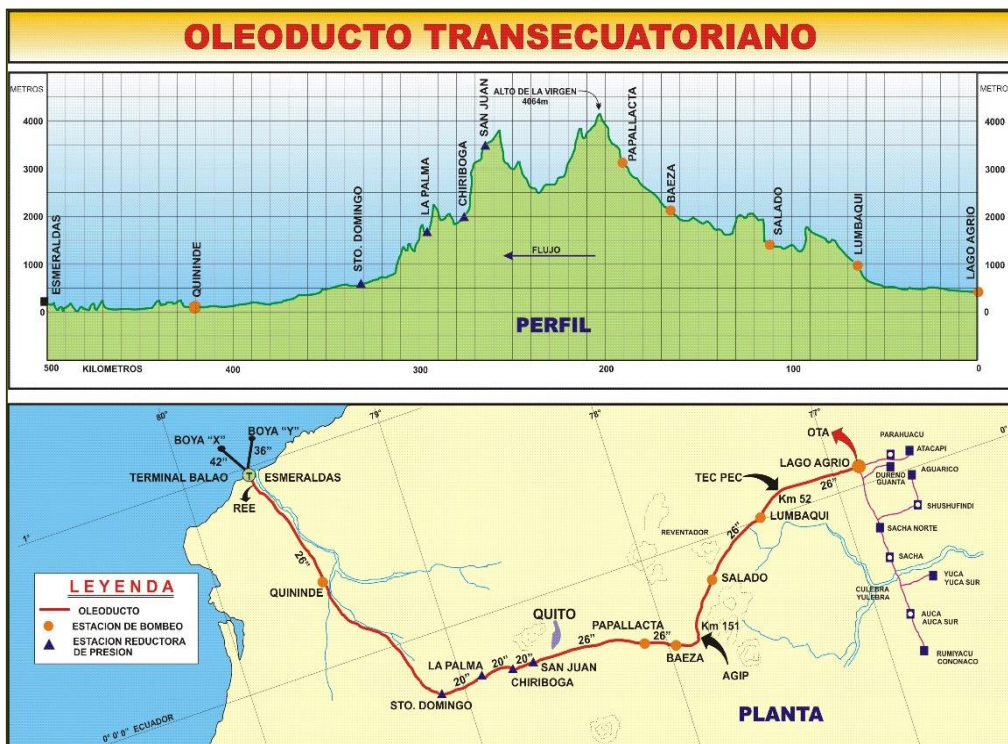 OLEODUCTO TRANSECUATORIANO
METROS
METROS
ALTO DE LA VIRGEN
4064m
4000
3000
2000
1000
0
4000
3000
2000
1000
0
ESMERALDAS
QUININDE
STO. DOMINGO
LA PALMA
CHIRIBOGA
SAN JUAN
PAPALLACTA
BAEZA
SALADO
LUMBAQUI
LAGO AGRIO
FLUJO
PERFIL
500
KILOMETROS
400
300
200
100
0
80°
79°
78°
77°
0°
1°
BOYA "X"
BOYA "Y"
42"
36"
TERMINAL BALAO
T
ESMERALDAS
REE
26"
QUININDE
LEYENDA
OLEODUCTO
ESTACION DE BOMBEO
ESTACION REDUCTORA
DE PRESION
0° 0' 0" ECUADOR
STO. DOMINGO
20"
LA PALMA
20"
CHIRIBOGA
20"
SAN JUAN
QUITO
26"
PAPALLACTA
26"
BAEZA
Km 151
AGIP
SALADO
REVENTADOR
26"
LUMBAQUI
Km 52
TEC PEC
26"
LAGO AGRIO
OTA
PARAHUACU
ATACAPI
DURENO
GUANTA
AGUARICO
SHUSHUFINDI
SACHA NORTE
SACHA
CULEBRA
YULEBRA
YUCA
YUCA SUR
AUCA
AUCA SUR
RUMIYACU
CONONACO
PLANTA